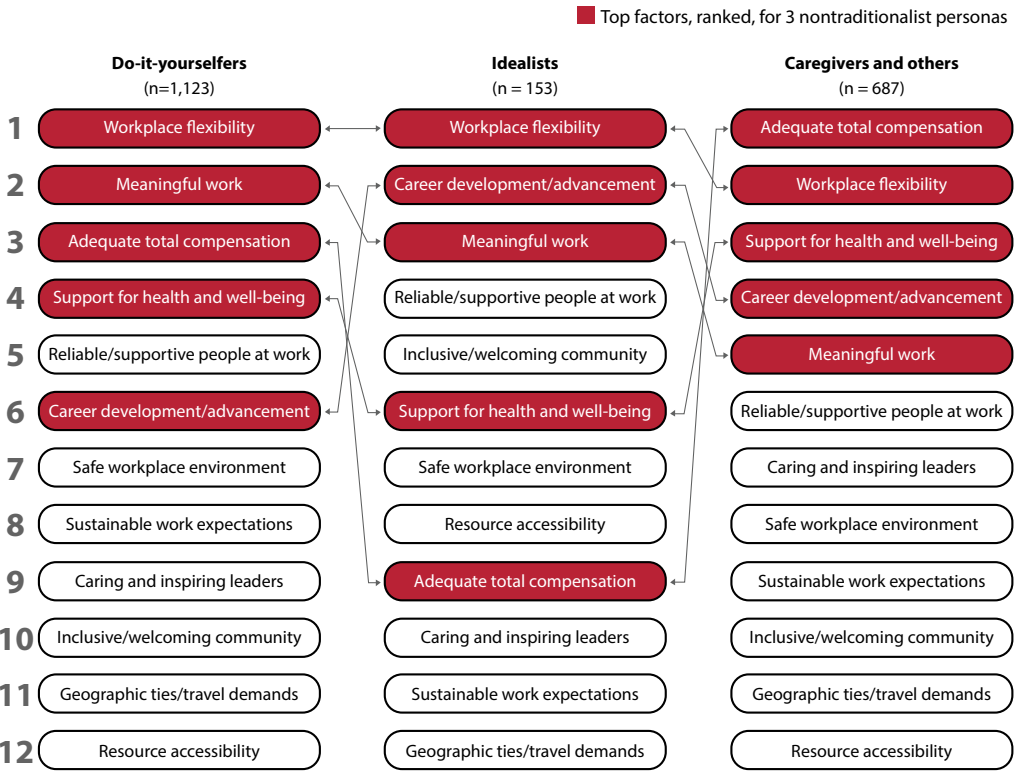 Top factors, ranked, for 3 nontraditionalist personas
Do-it-yourselfers
(n=1,123)
Idealists
(n = 153)
Caregivers and others
(n = 687)
1
Workplace flexibility
Workplace flexibility
Adequate total compensation
2
Meaningful work
Career development/advancement
Workplace flexibility
3
Adequate total compensation
Meaningful work
Support for health and well-being
4
Support for health and well-being
Reliable/supportive people at work
Career development/advancement
5
Reliable/supportive people at work
Inclusive/welcoming community
Meaningful work
6
Career development/advancement
Support for health and well-being
Reliable/supportive people at work
7
Safe workplace environment
Safe workplace environment
Caring and inspiring leaders
8
Sustainable work expectations
Resource accessibility
Safe workplace environment
9
Caring and inspiring leaders
Adequate total compensation
Sustainable work expectations
10
Inclusive/welcoming community
Caring and inspiring leaders
Inclusive/welcoming community
11
Geographic ties/travel demands
Sustainable work expectations
Geographic ties/travel demands
12
Resource accessibility
Geographic ties/travel demands
Resource accessibility